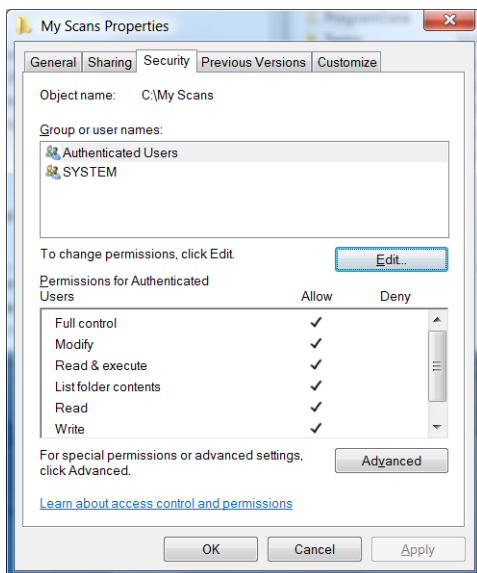 My Scans Properties
General Sharing Security Previous Versions Customize
Object name: C:\My Scans
Group or user names:
Authenticated Users
SYSTEM
To change permissions, click Edit.
Edit...
Permissions for Authenticated
Users Allow Deny
Full control
Modify
Read & execute
List folder contents
Read
Write
For special permissions or advanced settings,
click Advanced.
Advanced
Learn about access control and permissions
OK Cancel Apply